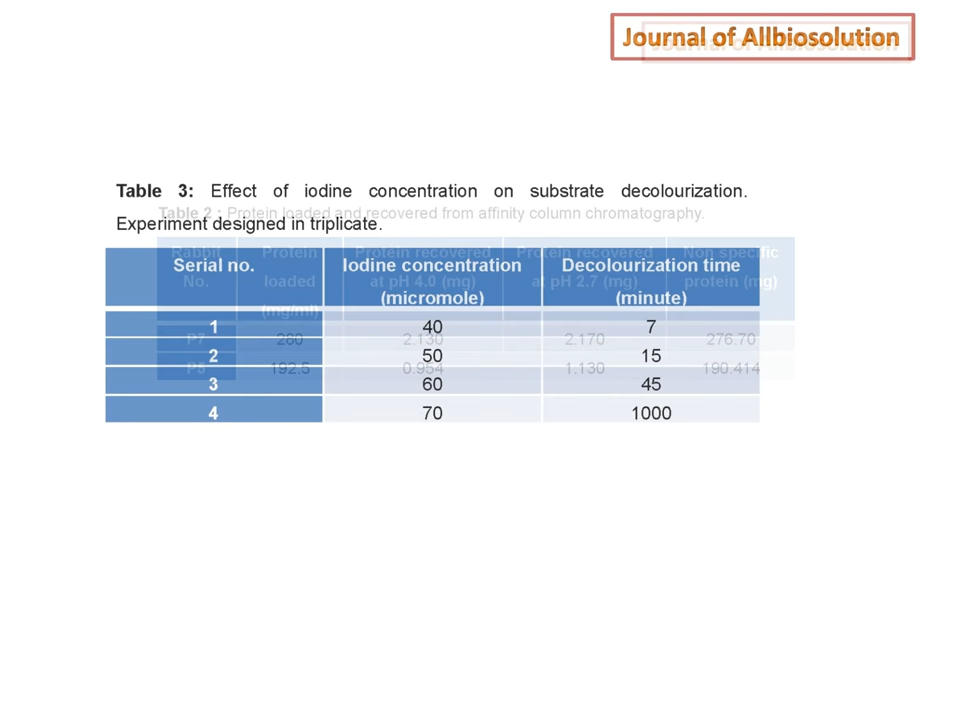 Journal of Allbiosolution
Table 3: Effect of iodine concentration on substrate decolourization.
Experiment designed in triplicate.
Serial no. Iodine concentration (micromole) Decolourization time (minute)
1 40 7
2 50 15
3 60 45
4 70 1000
Table 2 : Protein loaded and recovered from affinity column chromatography.
Rabbit No. Protein loaded (mg/ml) Protein recovered at pH 4.0 (mg) Protein recovered at pH 2.7 (mg) Non specific protein (mg)
P7 280 2.130 2.170 276.70
P5 192.5 0.954 1.130 190.414